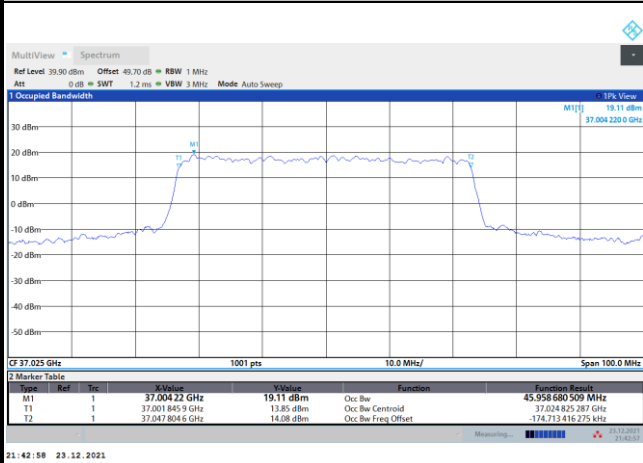 MultiView Spectrum
Ref Level 39.90 dBm Offset 49.70 dB RBW 1 MHz
Att 0 dB SWT 1.2 ms VBW 3 MHz Mode Auto Sweep
1 Occupied Bandwidth 1Pk View
M1[1] 19.11 dBm
37.004 220 0 GHz
30 dBm
M1
20 dBm
T1 T2
10 dBm
0 dBm
-10 dBm
-20 dBm
-30 dBm
-40 dBm
-50 dBm
CF 37.025 GHz 1001 pts 10.0 MHz/ Span 100.0 MHz
2 Marker Table
Type Ref Trc X-Value Y-Value Function Function Result
M1 1 37.004 22 GHz 19.11 dBm Occ Bw 45.958 680 509 MHz
T1 1 37.001 845 9 GHz 13.85 dBm Occ Bw Centroid 37.024 825 287 GHz
T2 1 37.047 804 6 GHz 14.08 dBm Occ Bw Freq Offset -174.713 416 275 kHz
Measuring... 23.12.2021
21:42:57
21:42:58 23.12.2021